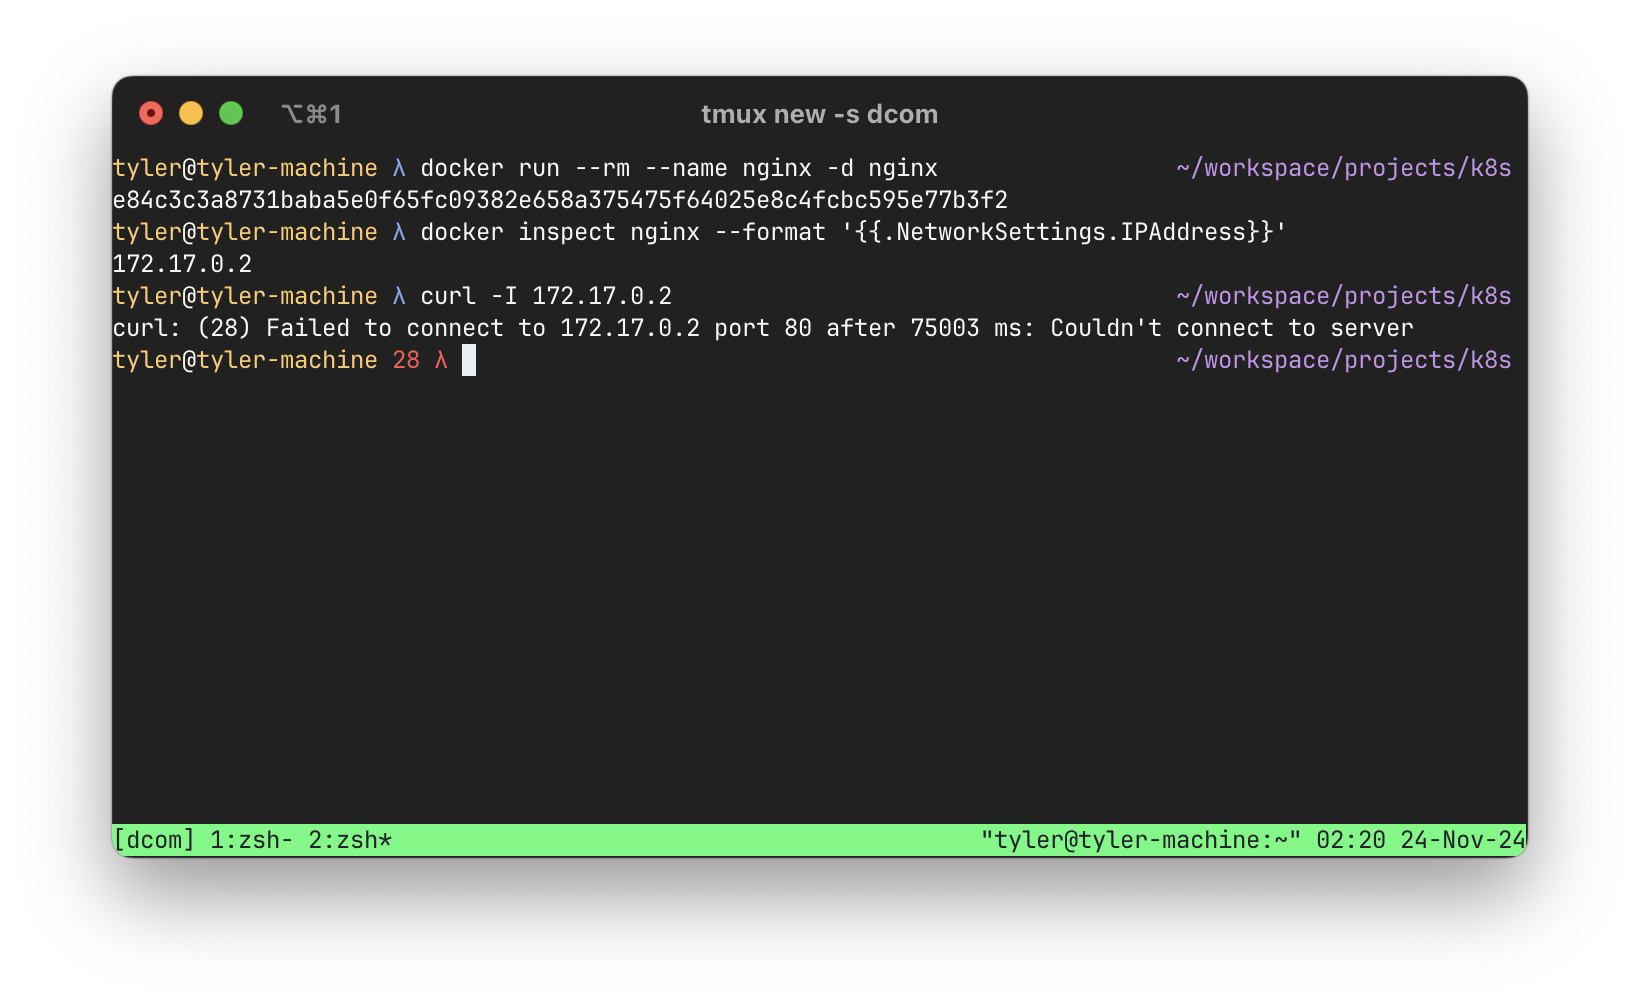 ⌥⌘1 tmux new -s dcom
tyler@tyler-machine λ docker run --rm --name nginx -d nginx ~/workspace/projects/k8s
e84c3c3a8731baba5e0f65fc09382e658a375475f64025e8c4fcbc595e77b3f2
tyler@tyler-machine λ docker inspect nginx --format '{{.NetworkSettings.IPAddress}}'
172.17.0.2
tyler@tyler-machine λ curl -I 172.17.0.2 ~/workspace/projects/k8s
curl: (28) Failed to connect to 172.17.0.2 port 80 after 75003 ms: Couldn't connect to server
tyler@tyler-machine 28 λ ~/workspace/projects/k8s
[dcom] 1:zsh- 2:zsh* "tyler@tyler-machine:~" 02:20 24-Nov-24